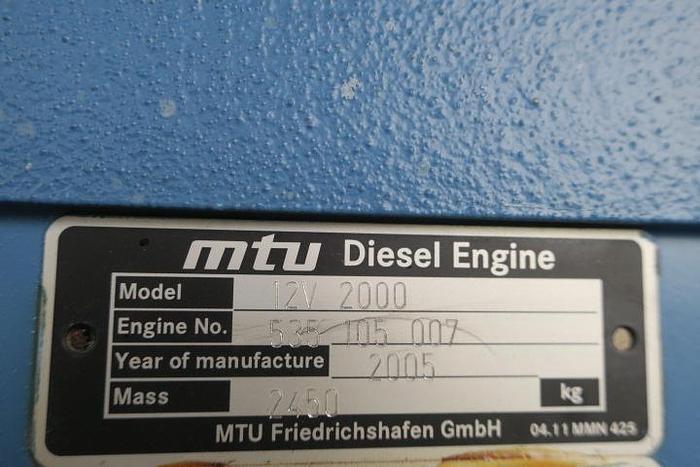 mtu Diesel Engine
Model 12V 2000
Engine No. 535 105 007
Year of manufacture 2005
Mass 2450 kg
MTU Friedrichshafen GmbH 04.11 MMN 425